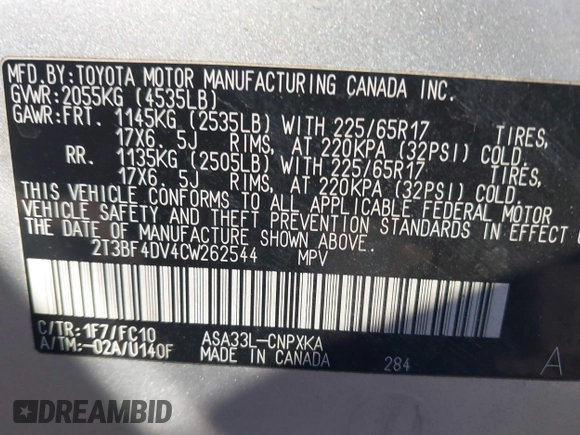 MFD.BY:TOYOTA MOTOR MANUFACTURING CANADA INC.
GVWR:2055KG (4535LB)
GAWR:FRT. 1145KG (2535LB) WITH 225/65R17 TIRES,
17X6. 5J RIMS, AT 220KPA (32PSI) COLD.
RR. 1135KG (2505LB) WITH 225/65R17 TIRES,
17X6. 5J RIMS, AT 220KPA (32PSI) COLD.
THIS VEHICLE CONFORMS TO ALL APPLICABLE FEDERAL MOTOR
VEHICLE SAFETY AND THEFT PREVENTION STANDARDS IN EFFECT ON
THE DATE OF MANUFACTURE SHOWN ABOVE.
2T3BF4DV4CW262544 MPV
C/TR:1F7/FC10 ASA33L-CNPXKA
A/TM:-02A/U140F MADE IN CANADA 284 A
DREAMBID